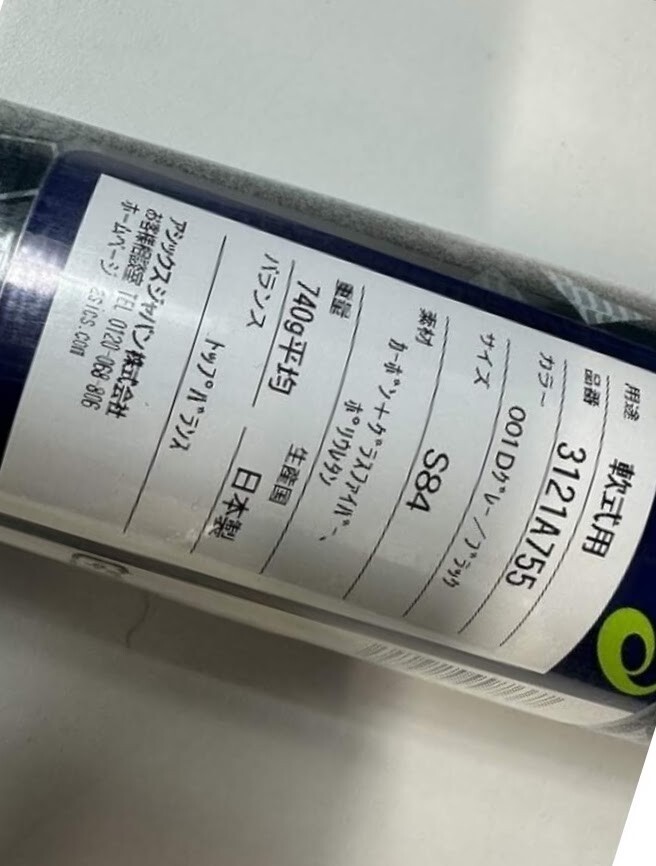 用途 軟式用
品番 3121A755
カラー 001Dグレー/ブラック
サイズ S84
素材 カーボン+グラスファイバー、
ポリウレタン
重量 生産国
740g平均 日本製
バランス
トップバランス
アシックスジャパン株式会社
お客様相談室 TEL 0120-068-806
ホームページ asics.com